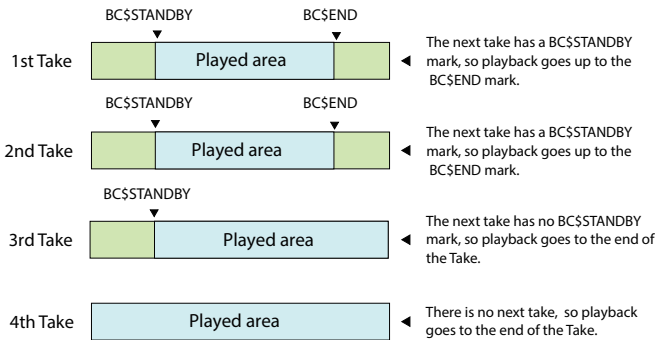 BC$STANDBY BC$END
1st Take Played area The next take has a BC$STANDBY
mark, so playback goes up to the
BC$END mark.
BC$STANDBY BC$END
2nd Take Played area The next take has a BC$STANDBY
mark, so playback goes up to the
BC$END mark.
BC$STANDBY
3rd Take Played area The next take has no BC$STANDBY
mark, so playback goes to the end of
the Take.
4th Take Played area There is no next take, so playback
goes to the end of the Take.